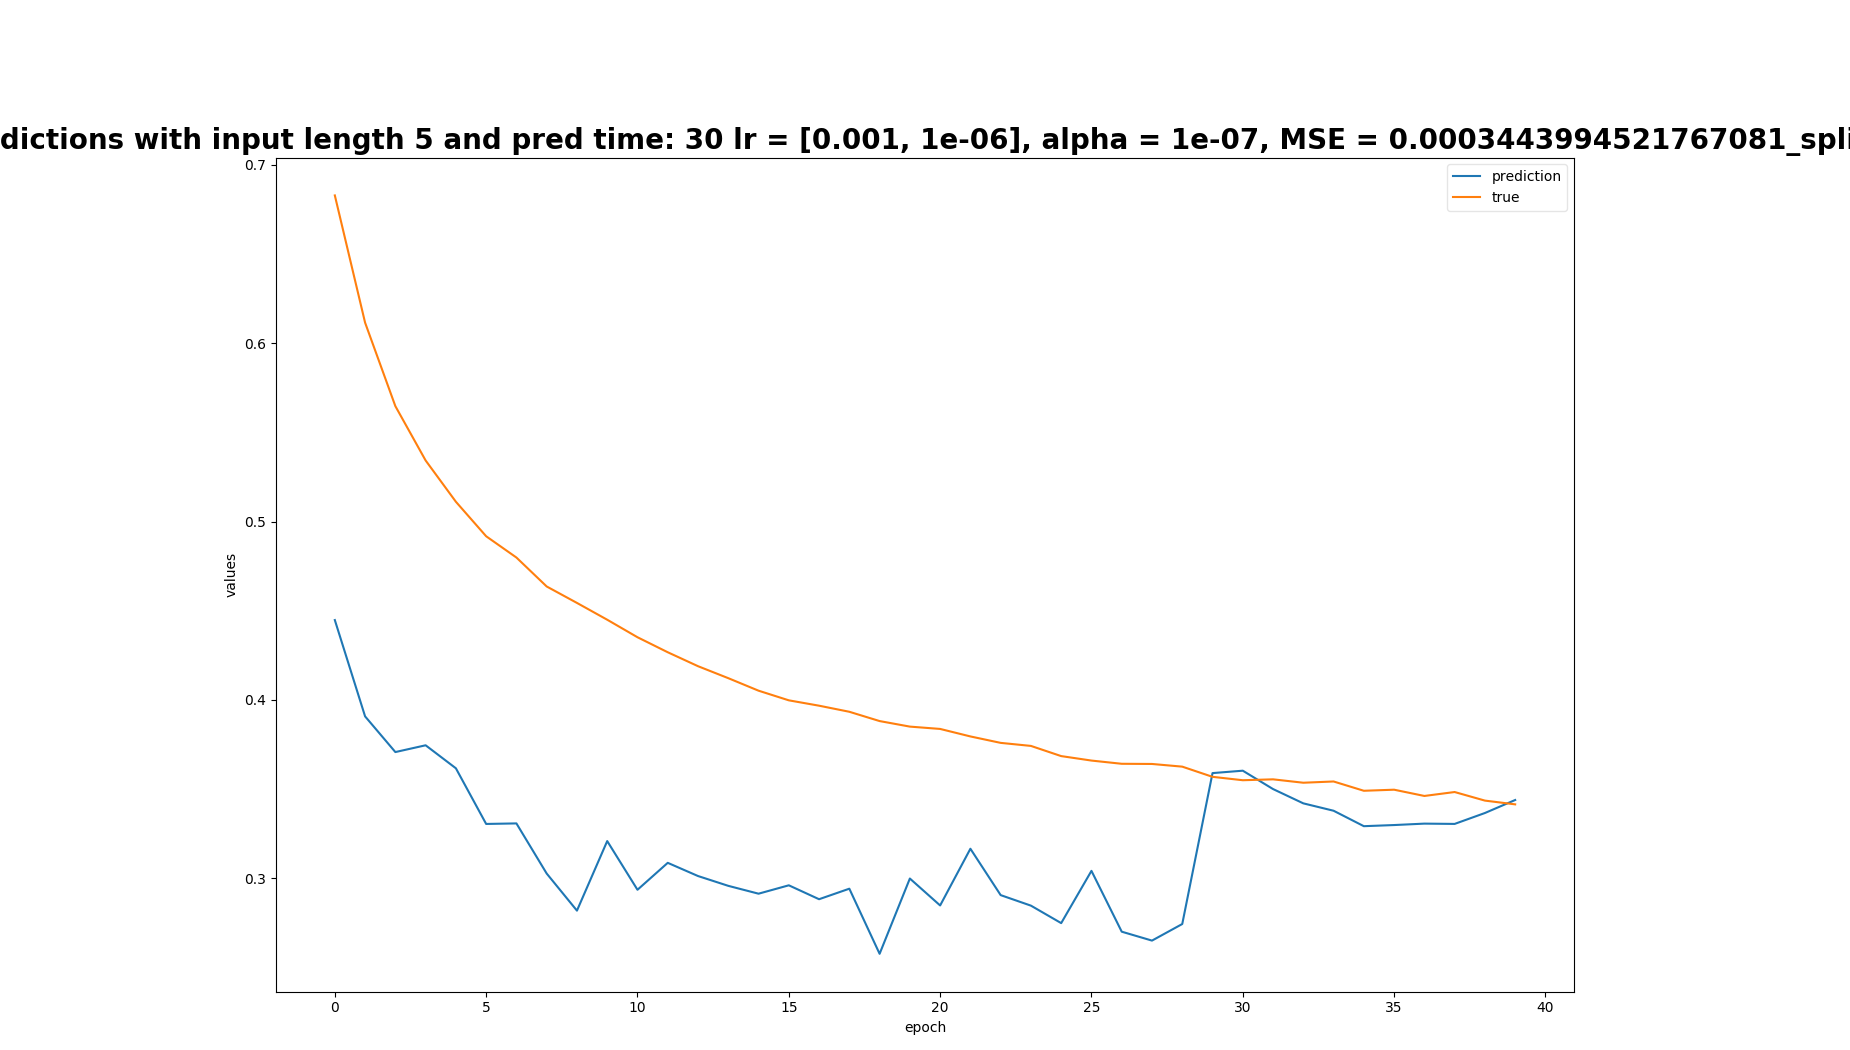 dictions with input length 5 and pred time: 30 lr = [0.001, 1e-06], alpha = 1e-07, MSE = 0.0003443994521767081_spli
prediction
true
0.7
0.6
0.5
0.4
0.3
values
0 5 10 15 20 25 30 35 40
epoch